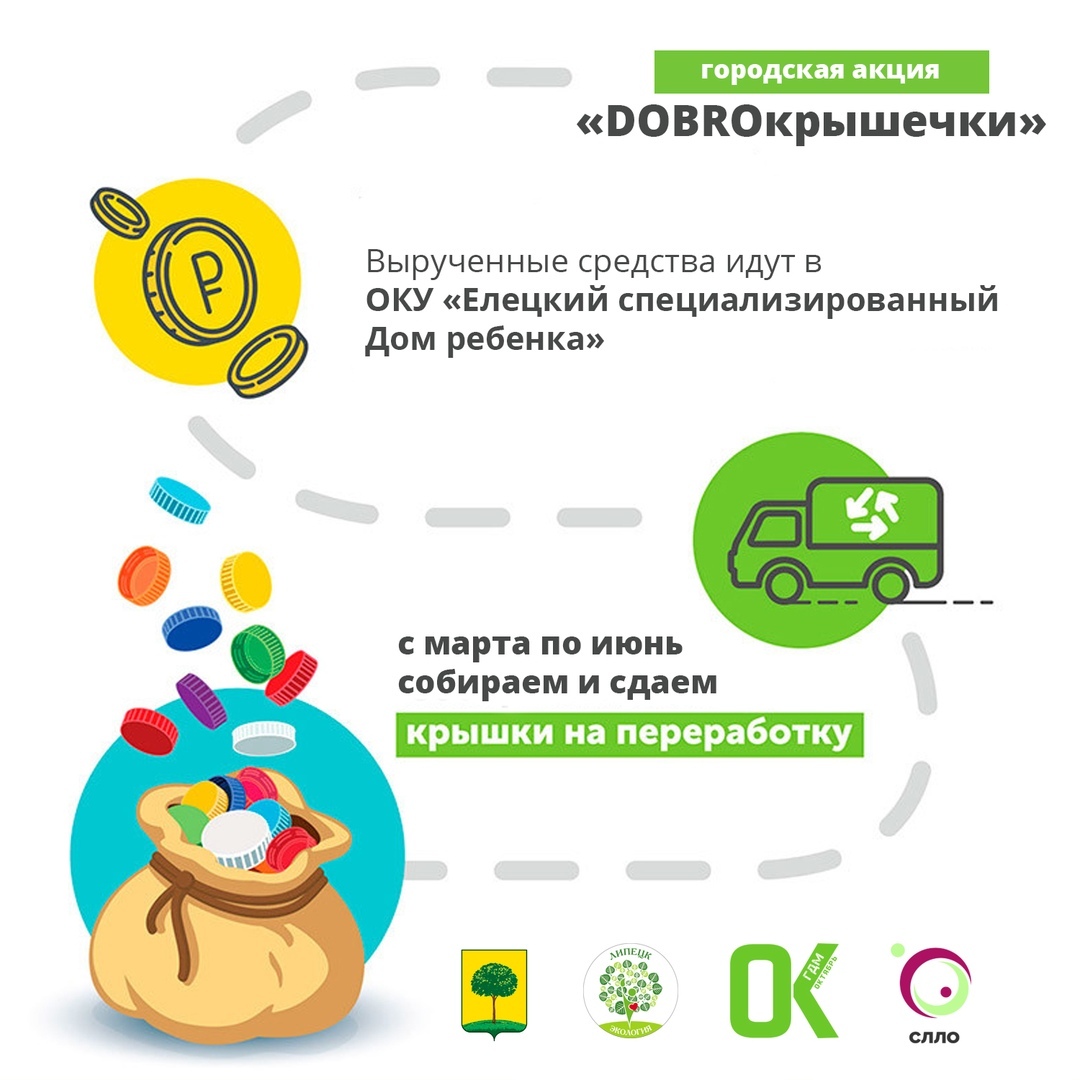 городская акция
«DOBROкрышечки»
Вырученные средства идут в
ОКУ «Елецкий специализированный
Дом ребенка»
с марта по июнь
собираем и сдаем
крышки на переработку
ЛИПЕЦК
ЭКОЛОГИЯ
ОК
ГДМ
ОКТЯБРЬ
СЛЛО